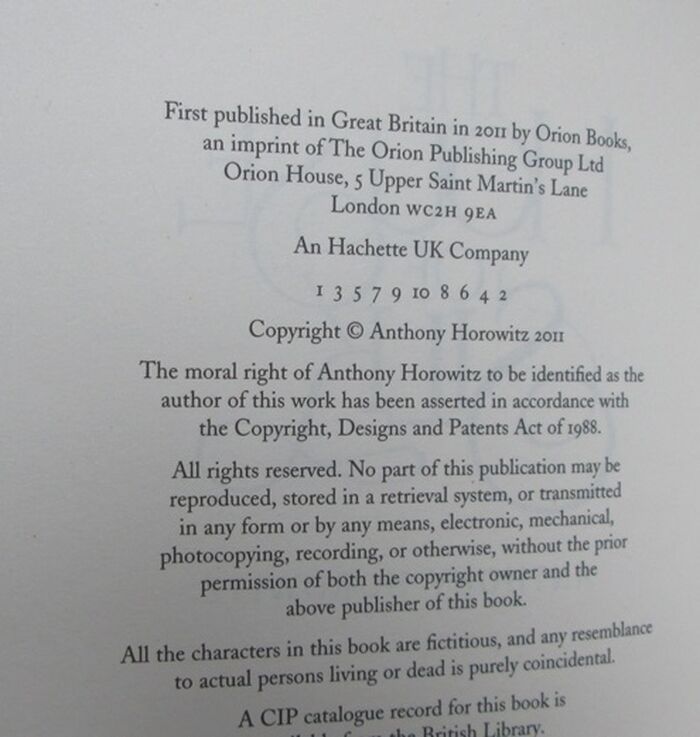 First published in Great Britain in 2011 by Orion Books,
an imprint of The Orion Publishing Group Ltd
Orion House, 5 Upper Saint Martin's Lane
London WC2H 9EA
An Hachette UK Company
1 3 5 7 9 10 8 6 4 2
Copyright © Anthony Horowitz 2011
The moral right of Anthony Horowitz to be identified as the
author of this work has been asserted in accordance with
the Copyright, Designs and Patents Act of 1988.
All rights reserved. No part of this publication may be
reproduced, stored in a retrieval system, or transmitted
in any form or by any means, electronic, mechanical,
photocopying, recording, or otherwise, without the prior
permission of both the copyright owner and the
above publisher of this book.
All the characters in this book are fictitious, and any resemblance
to actual persons living or dead is purely coincidental.
A CIP catalogue record for this book is
from the British Library.